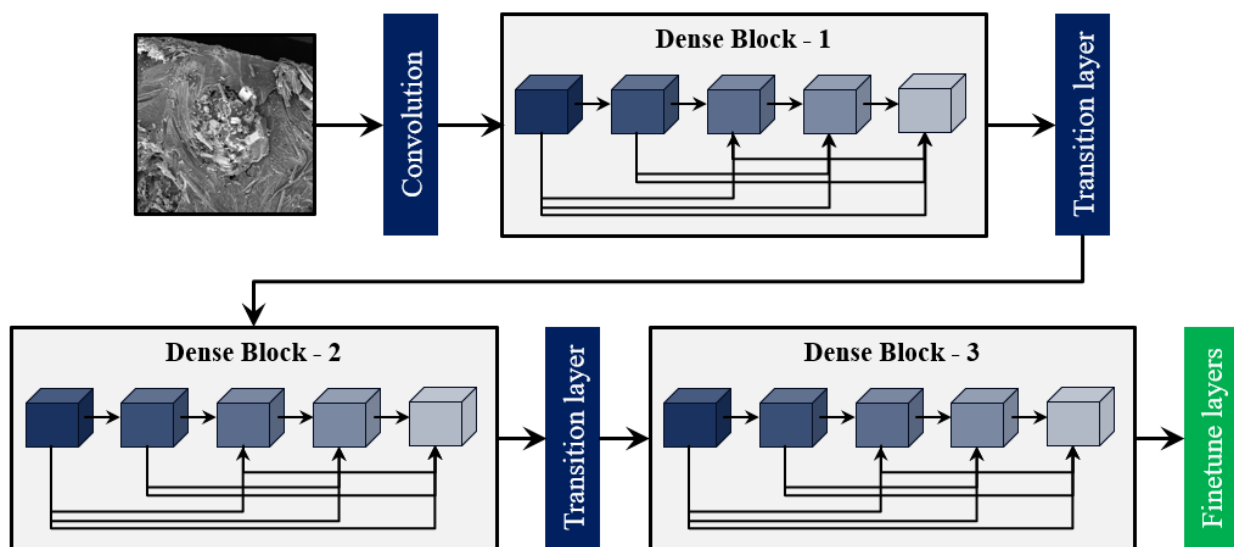 Convolution
Dense Block - 1
Transition layer
Dense Block - 2
Transition layer
Dense Block - 3
Finetune layers